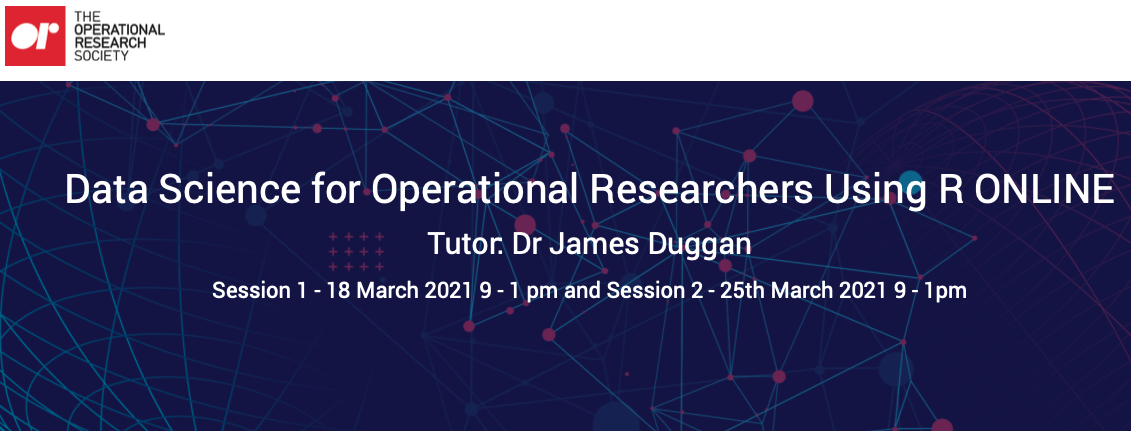 or
THE
OPERATIONAL
RESEARCH
SOCIETY
Data Science for Operational Researchers Using R ONLINE
Tutor: Dr James Duggan
Session 1 - 18 March 2021 9 - 1 pm and Session 2 - 25th March 2021 9 - 1pm